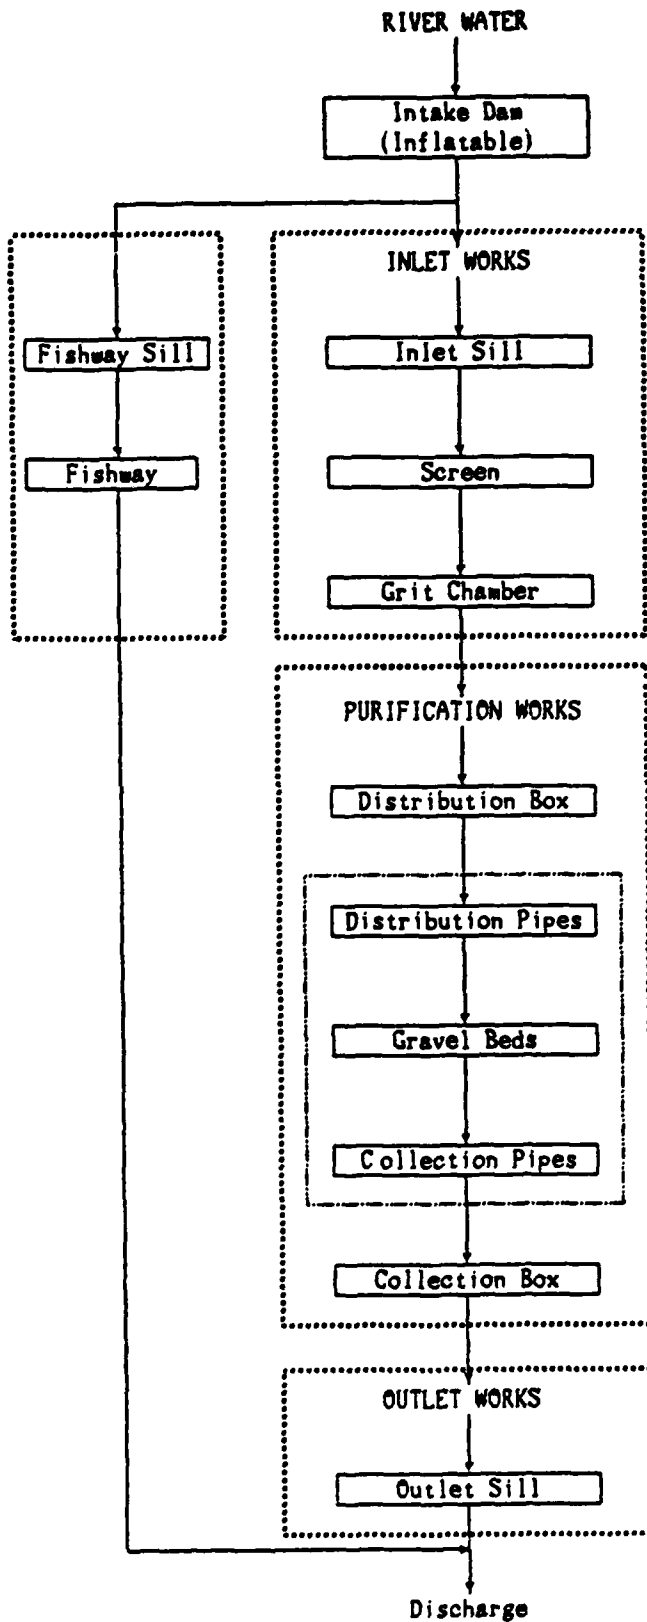 RIVER WATER
Intake Dam
(Inflatable)
INLET WORKS
Fishway Sill
Inlet Sill
Fishway
Screen
Grit Chamber
PURIFICATION WORKS
Distribution Box
Distribution Pipes
Gravel Beds
Collection Pipes
Collection Box
OUTLET WORKS
Outlet Sill
Discharge